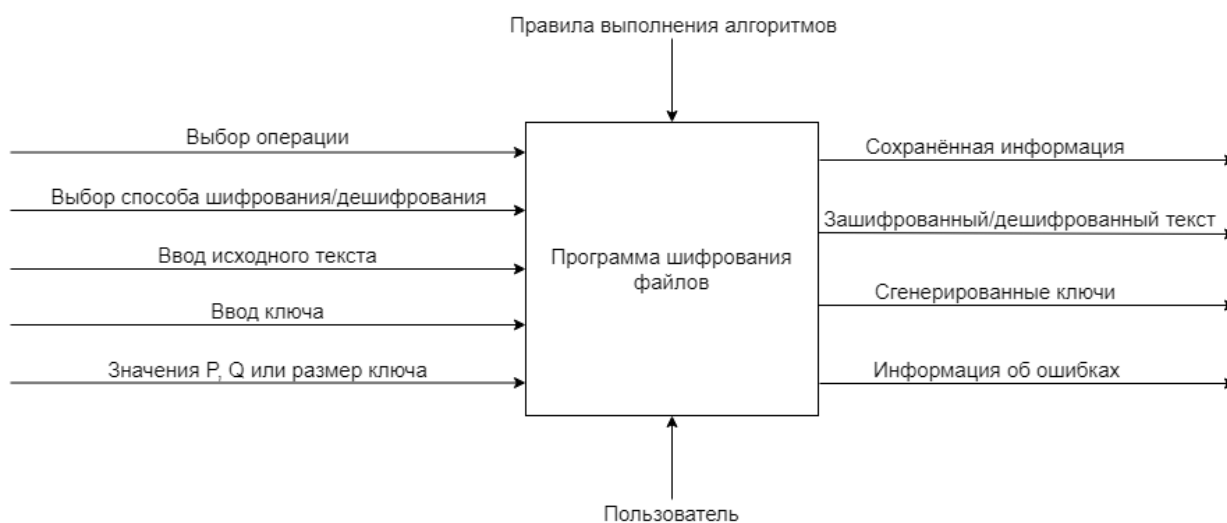 Правила выполнения алгоритмов
Выбор операции
Выбор способа шифрования/дешифрования
Ввод исходного текста
Ввод ключа
Значения P, Q или размер ключа
Программа шифрования
файлов
Сохранённая информация
Зашифрованный/дешифрованный текст
Сгенерированные ключи
Информация об ошибках
Пользователь